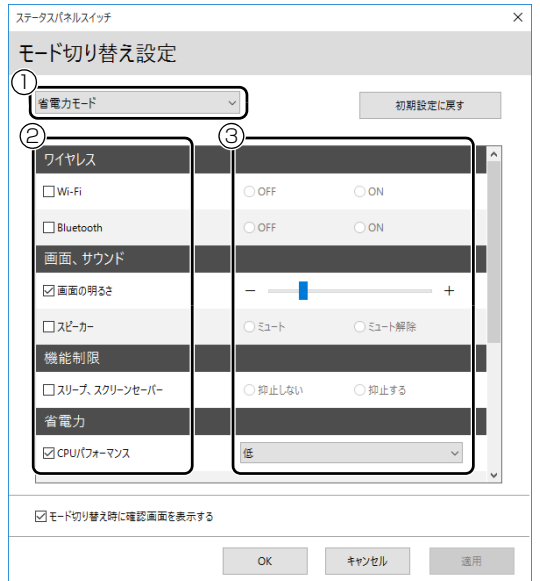 ステータスパネルスイッチ
モード切り替え設定
①
省電力モード 初期設定に戻す
② ③
ワイヤレス
Wi-Fi OFF ON
Bluetooth OFF ON
画面、サウンド
画面の明るさ － ＋
スピーカー ミュート ミュート解除
機能制限
スリープ、スクリーンセーバー 抑止しない 抑止する
省電力
CPUパフォーマンス 低
モード切り替え時に確認画面を表示する
OK キャンセル 適用